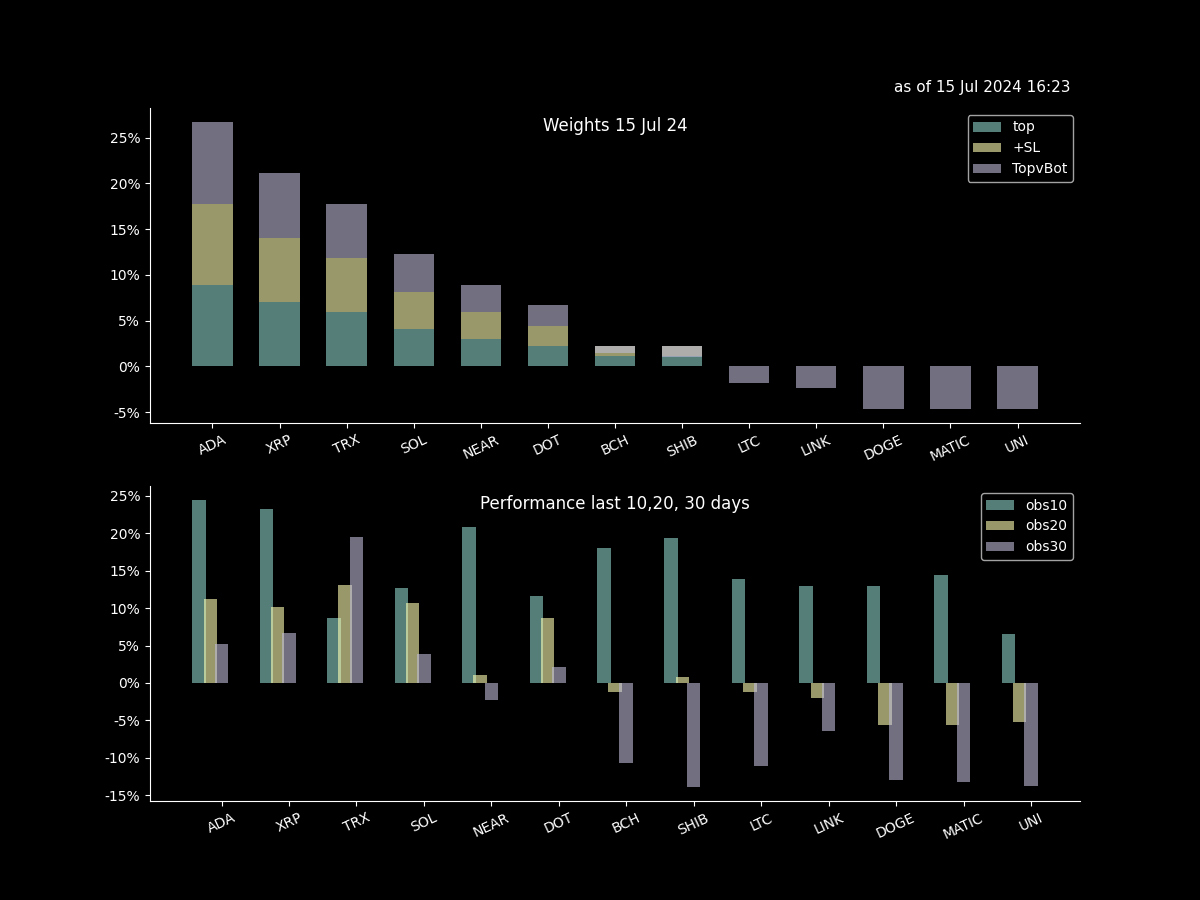 as of 15 Jul 2024 16:23
Weights 15 Jul 24
top
+SL
TopvBot
25%
20%
15%
10%
5%
0%
-5%
ADA XRP TRX SOL NEAR DOT BCH SHIB LTC LINK DOGE MATIC UNI
Performance last 10,20, 30 days
obs10
obs20
obs30
25%
20%
15%
10%
5%
0%
-5%
-10%
-15%
ADA XRP TRX SOL NEAR DOT BCH SHIB LTC LINK DOGE MATIC UNI